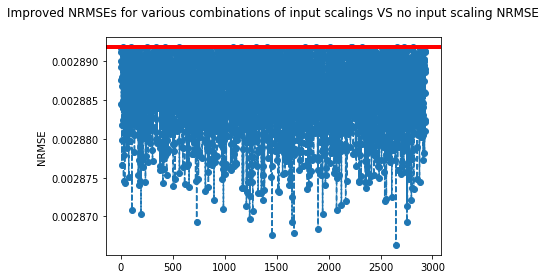 Improved NRMSEs for various combinations of input scalings VS no input scaling NRMSE
0.002890
0.002885
0.002880
0.002875
0.002870
NRMSE
0 500 1000 1500 2000 2500 3000